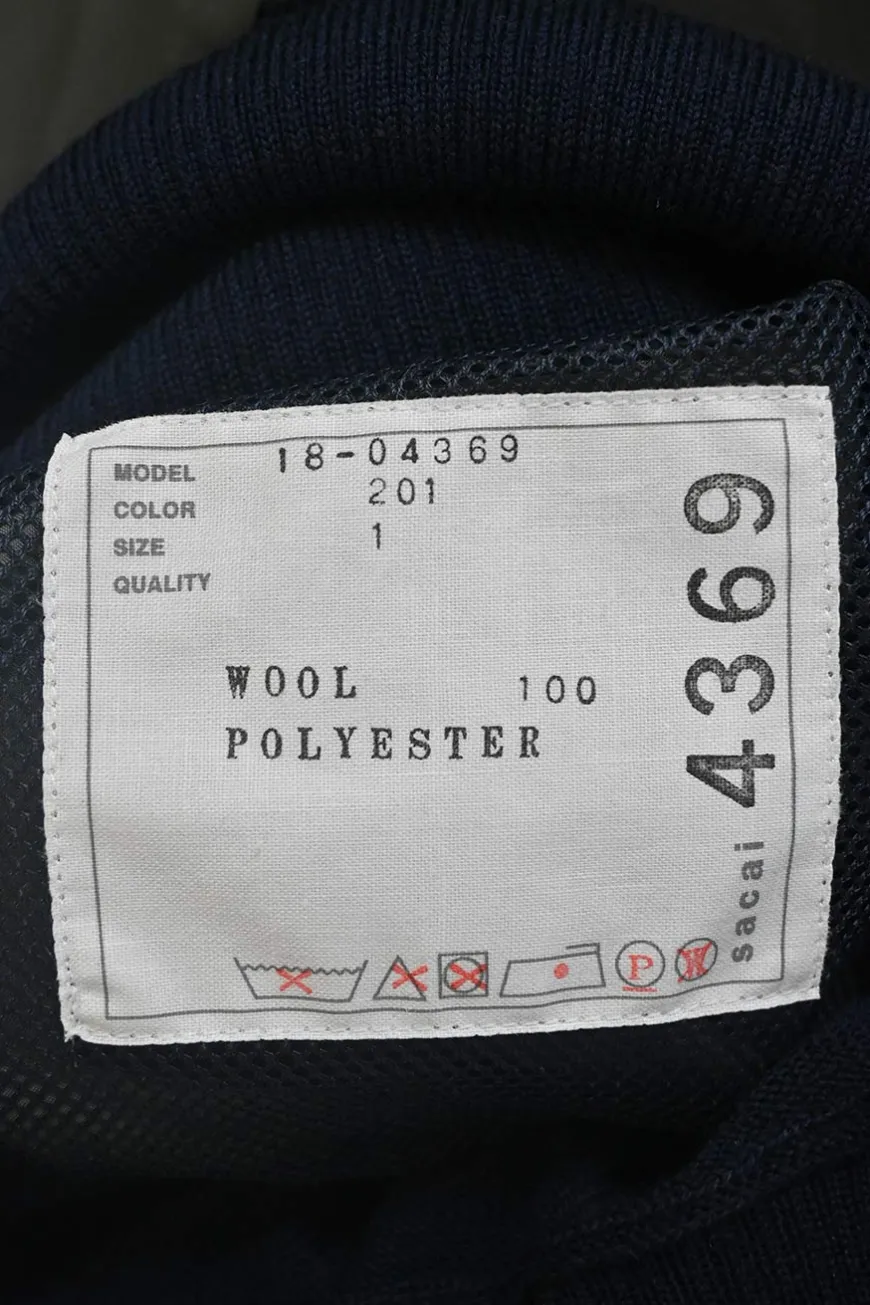 MODEL 18-04369
COLOR 201
SIZE 1
QUALITY
WOOL 100
POLYESTER
sacai 4369
P
W